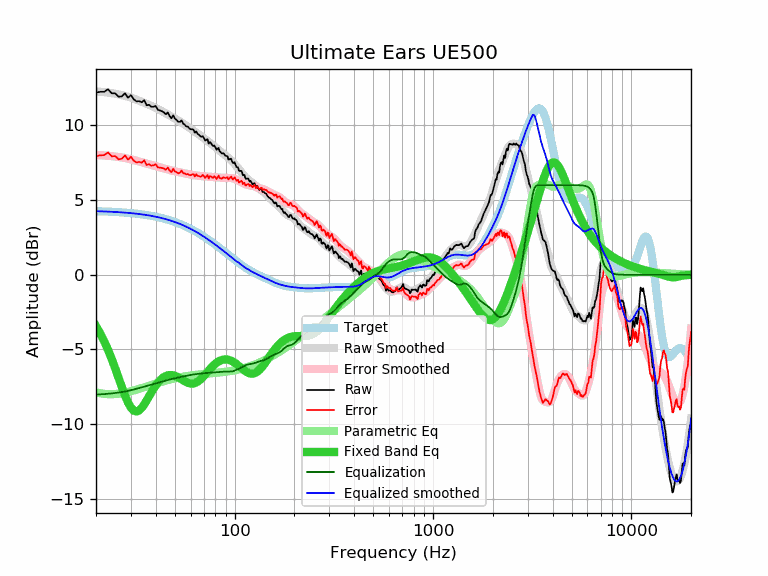 Ultimate Ears UE500
Amplitude (dBr)
10
5
0
−5
−10
−15
Target
Raw Smoothed
Error Smoothed
Raw
Error
Parametric Eq
Fixed Band Eq
Equalization
Equalized smoothed
100
1000
10000
Frequency (Hz)